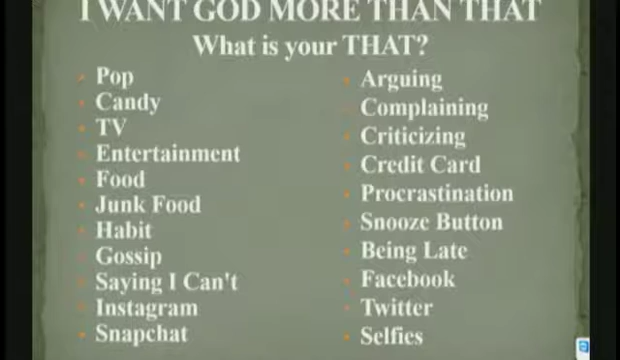 I WANT GOD MORE THAN THAT
What is your THAT?
Pop
Candy
TV
Entertainment
Food
Junk Food
Habit
Gossip
Saying I Can't
Instagram
Snapchat
Arguing
Complaining
Criticizing
Credit Card
Procrastination
Snooze Button
Being Late
Facebook
Twitter
Selfies